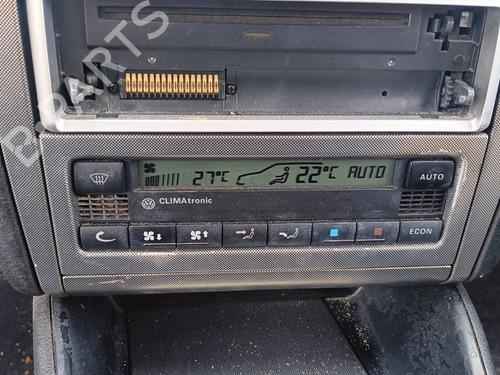 B-PARTS
27°C 22°C AUTO
AUTO
CLIMAtronic
ECON